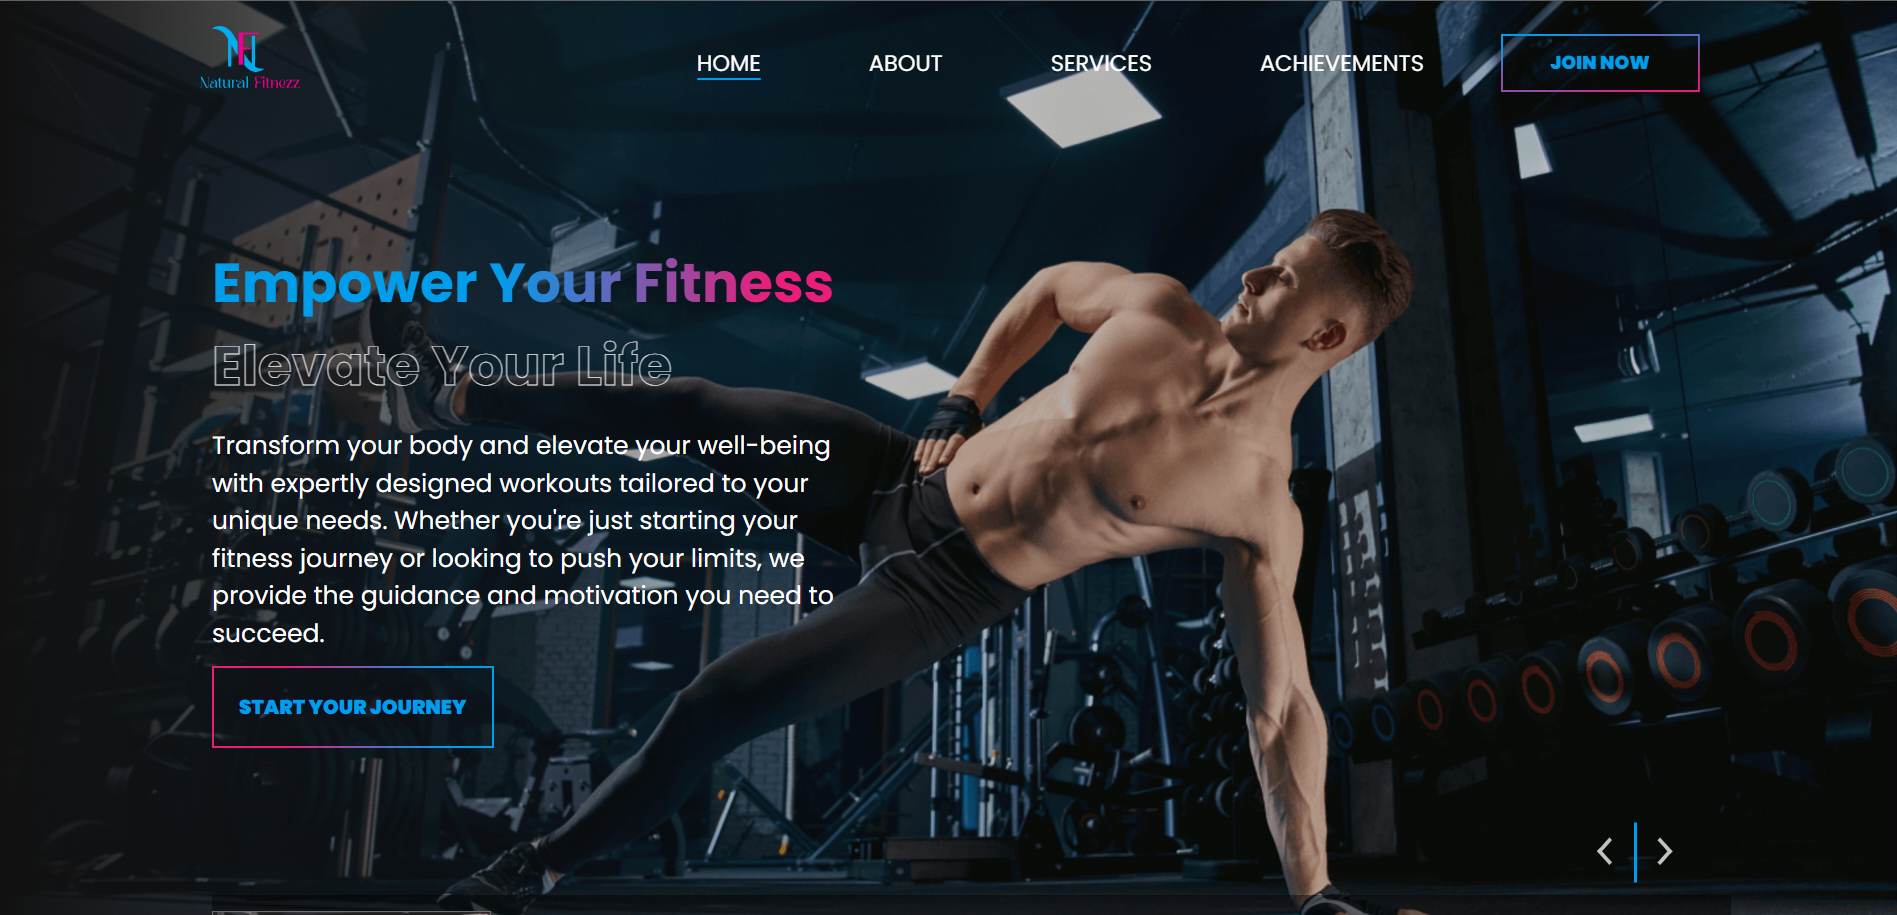 Natural Fitnezz
HOME
ABOUT
SERVICES
ACHIEVEMENTS
JOIN NOW
Empower Your Fitness
Elevate Your Life
Transform your body and elevate your well-being
with expertly designed workouts tailored to your
unique needs. Whether you're just starting your
fitness journey or looking to push your limits, we
provide the guidance and motivation you need to
succeed.
START YOUR JOURNEY